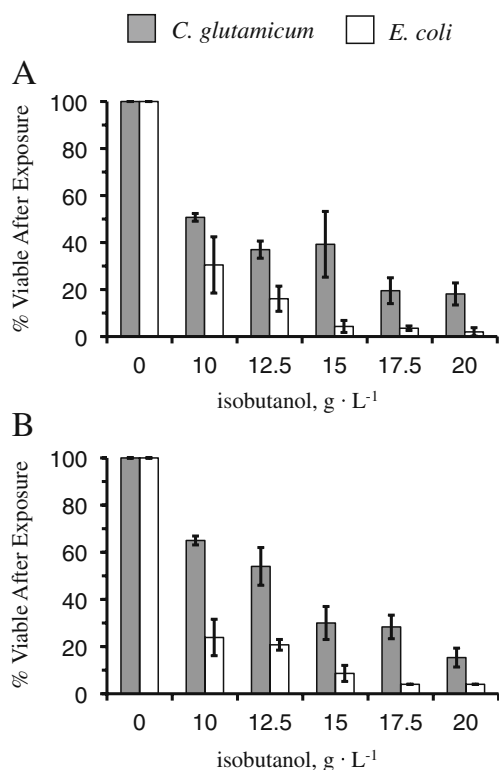 C. glutamicum E. coli
A
% Viable After Exposure
100
80
60
40
20
0
0 10 12.5 15 17.5 20
isobutanol, g · L-1
B
% Viable After Exposure
100
80
60
40
20
0
0 10 12.5 15 17.5 20
isobutanol, g · L-1